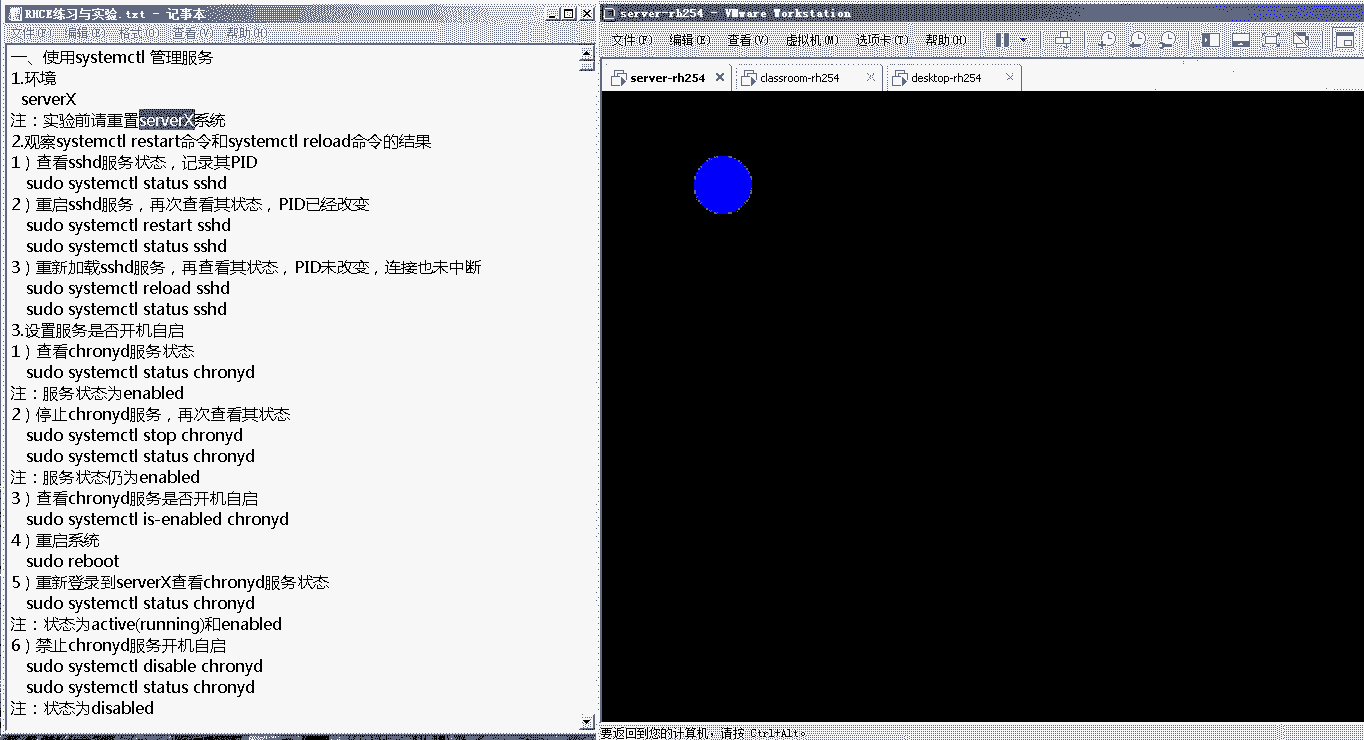 RHCE练习与实验.txt - 记事本
文件(F) 编辑(E) 格式(O) 查看(V) 帮助(H)
一、使用systemctl 管理服务
1.环境
serverX
注：实验前请重置serverX系统
2.观察systemctl restart命令和systemctl reload命令的结果
1）查看sshd服务状态，记录其PID
sudo systemctl status sshd
2）重启sshd服务，再次查看其状态，PID已经改变
sudo systemctl restart sshd
sudo systemctl status sshd
3）重新加载sshd服务，再查看其状态，PID未改变，连接也未中断
sudo systemctl reload sshd
sudo systemctl status sshd
3.设置服务是否开机自启
1）查看chronyd服务状态
sudo systemctl status chronyd
注：服务状态为enabled
2）停止chronyd服务，再次查看其状态
sudo systemctl stop chronyd
sudo systemctl status chronyd
注：服务状态仍为enabled
3）查看chronyd服务是否开机自启
sudo systemctl is-enabled chronyd
4）重启系统
sudo reboot
5）重新登录到serverX查看chronyd服务状态
sudo systemctl status chronyd
注：状态为active(running)和enabled
6）禁止chronyd服务开机自启
sudo systemctl disable chronyd
sudo systemctl status chronyd
注：状态为disabled
server-rh254 - VMware Workstation
文件(F) 编辑(E) 查看(V) 虚拟机(M) 选项卡(T) 帮助(H)
server-rh254 classroom-rh254 desktop-rh254
要返回到您的计算机，请按 Ctrl+Alt。